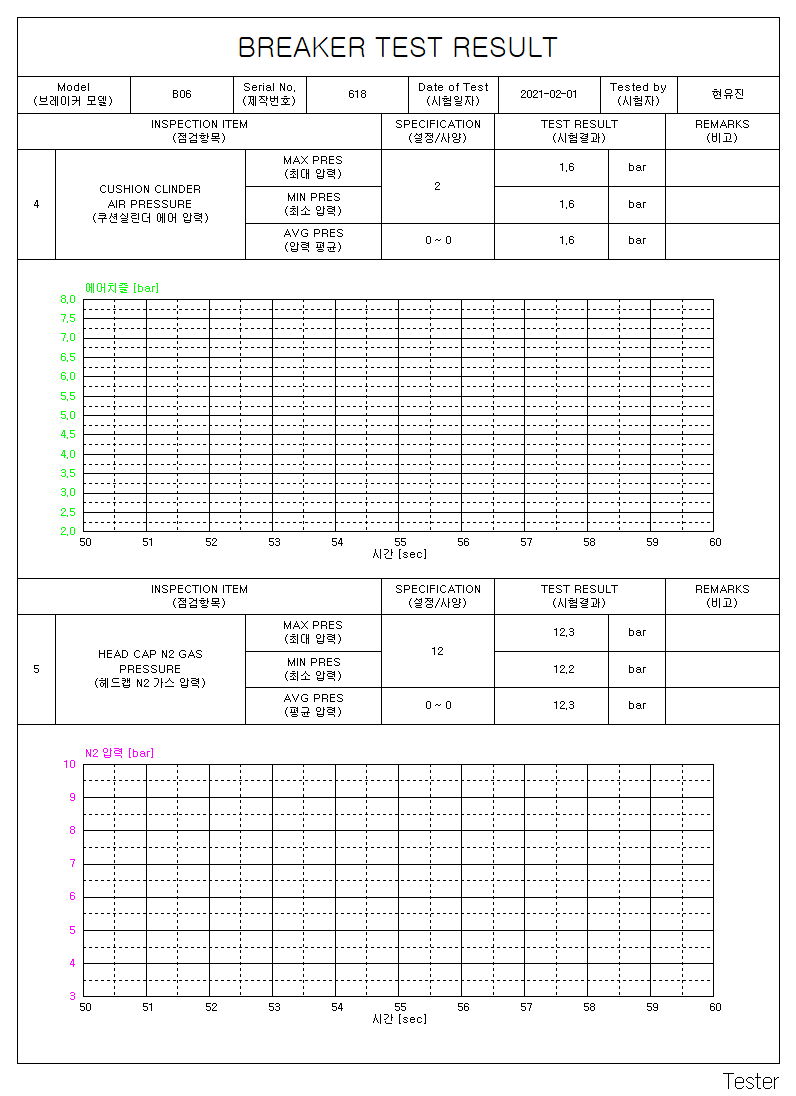 BREAKER TEST RESULT
Model
(브레이커 모델)
B06
Serial No.
(제작번호)
618
Date of Test
(시험일자)
2021-02-01
Tested by
(시험자)
현유진
INSPECTION ITEM
(점검항목)
SPECIFICATION
(설정/사양)
TEST RESULT
(시험결과)
REMARKS
(비고)
4
CUSHION CLINDER
AIR PRESSURE
(쿠션실린더 에어 압력)
MAX PRES
(최대 압력)
2
1.6
bar
MIN PRES
(최소 압력)
1.6
bar
AVG PRES
(압력 평균)
0 ~ 0
1.6
bar
에어치즐 [bar]
8.0
7.5
7.0
6.5
6.0
5.5
5.0
4.5
4.0
3.5
3.0
2.5
2.0
50 51 52 53 54 55 56 57 58 59 60
시간 [sec]
INSPECTION ITEM
(점검항목)
SPECIFICATION
(설정/사양)
TEST RESULT
(시험결과)
REMARKS
(비고)
5
HEAD CAP N2 GAS
PRESSURE
(헤드캡 N2 가스 압력)
MAX PRES
(최대 압력)
12
12.3
bar
MIN PRES
(최소 압력)
12.2
bar
AVG PRES
(평균 압력)
0 ~ 0
12.3
bar
N2 압력 [bar]
10
9
8
7
6
5
4
3
50 51 52 53 54 55 56 57 58 59 60
시간 [sec]
Tester